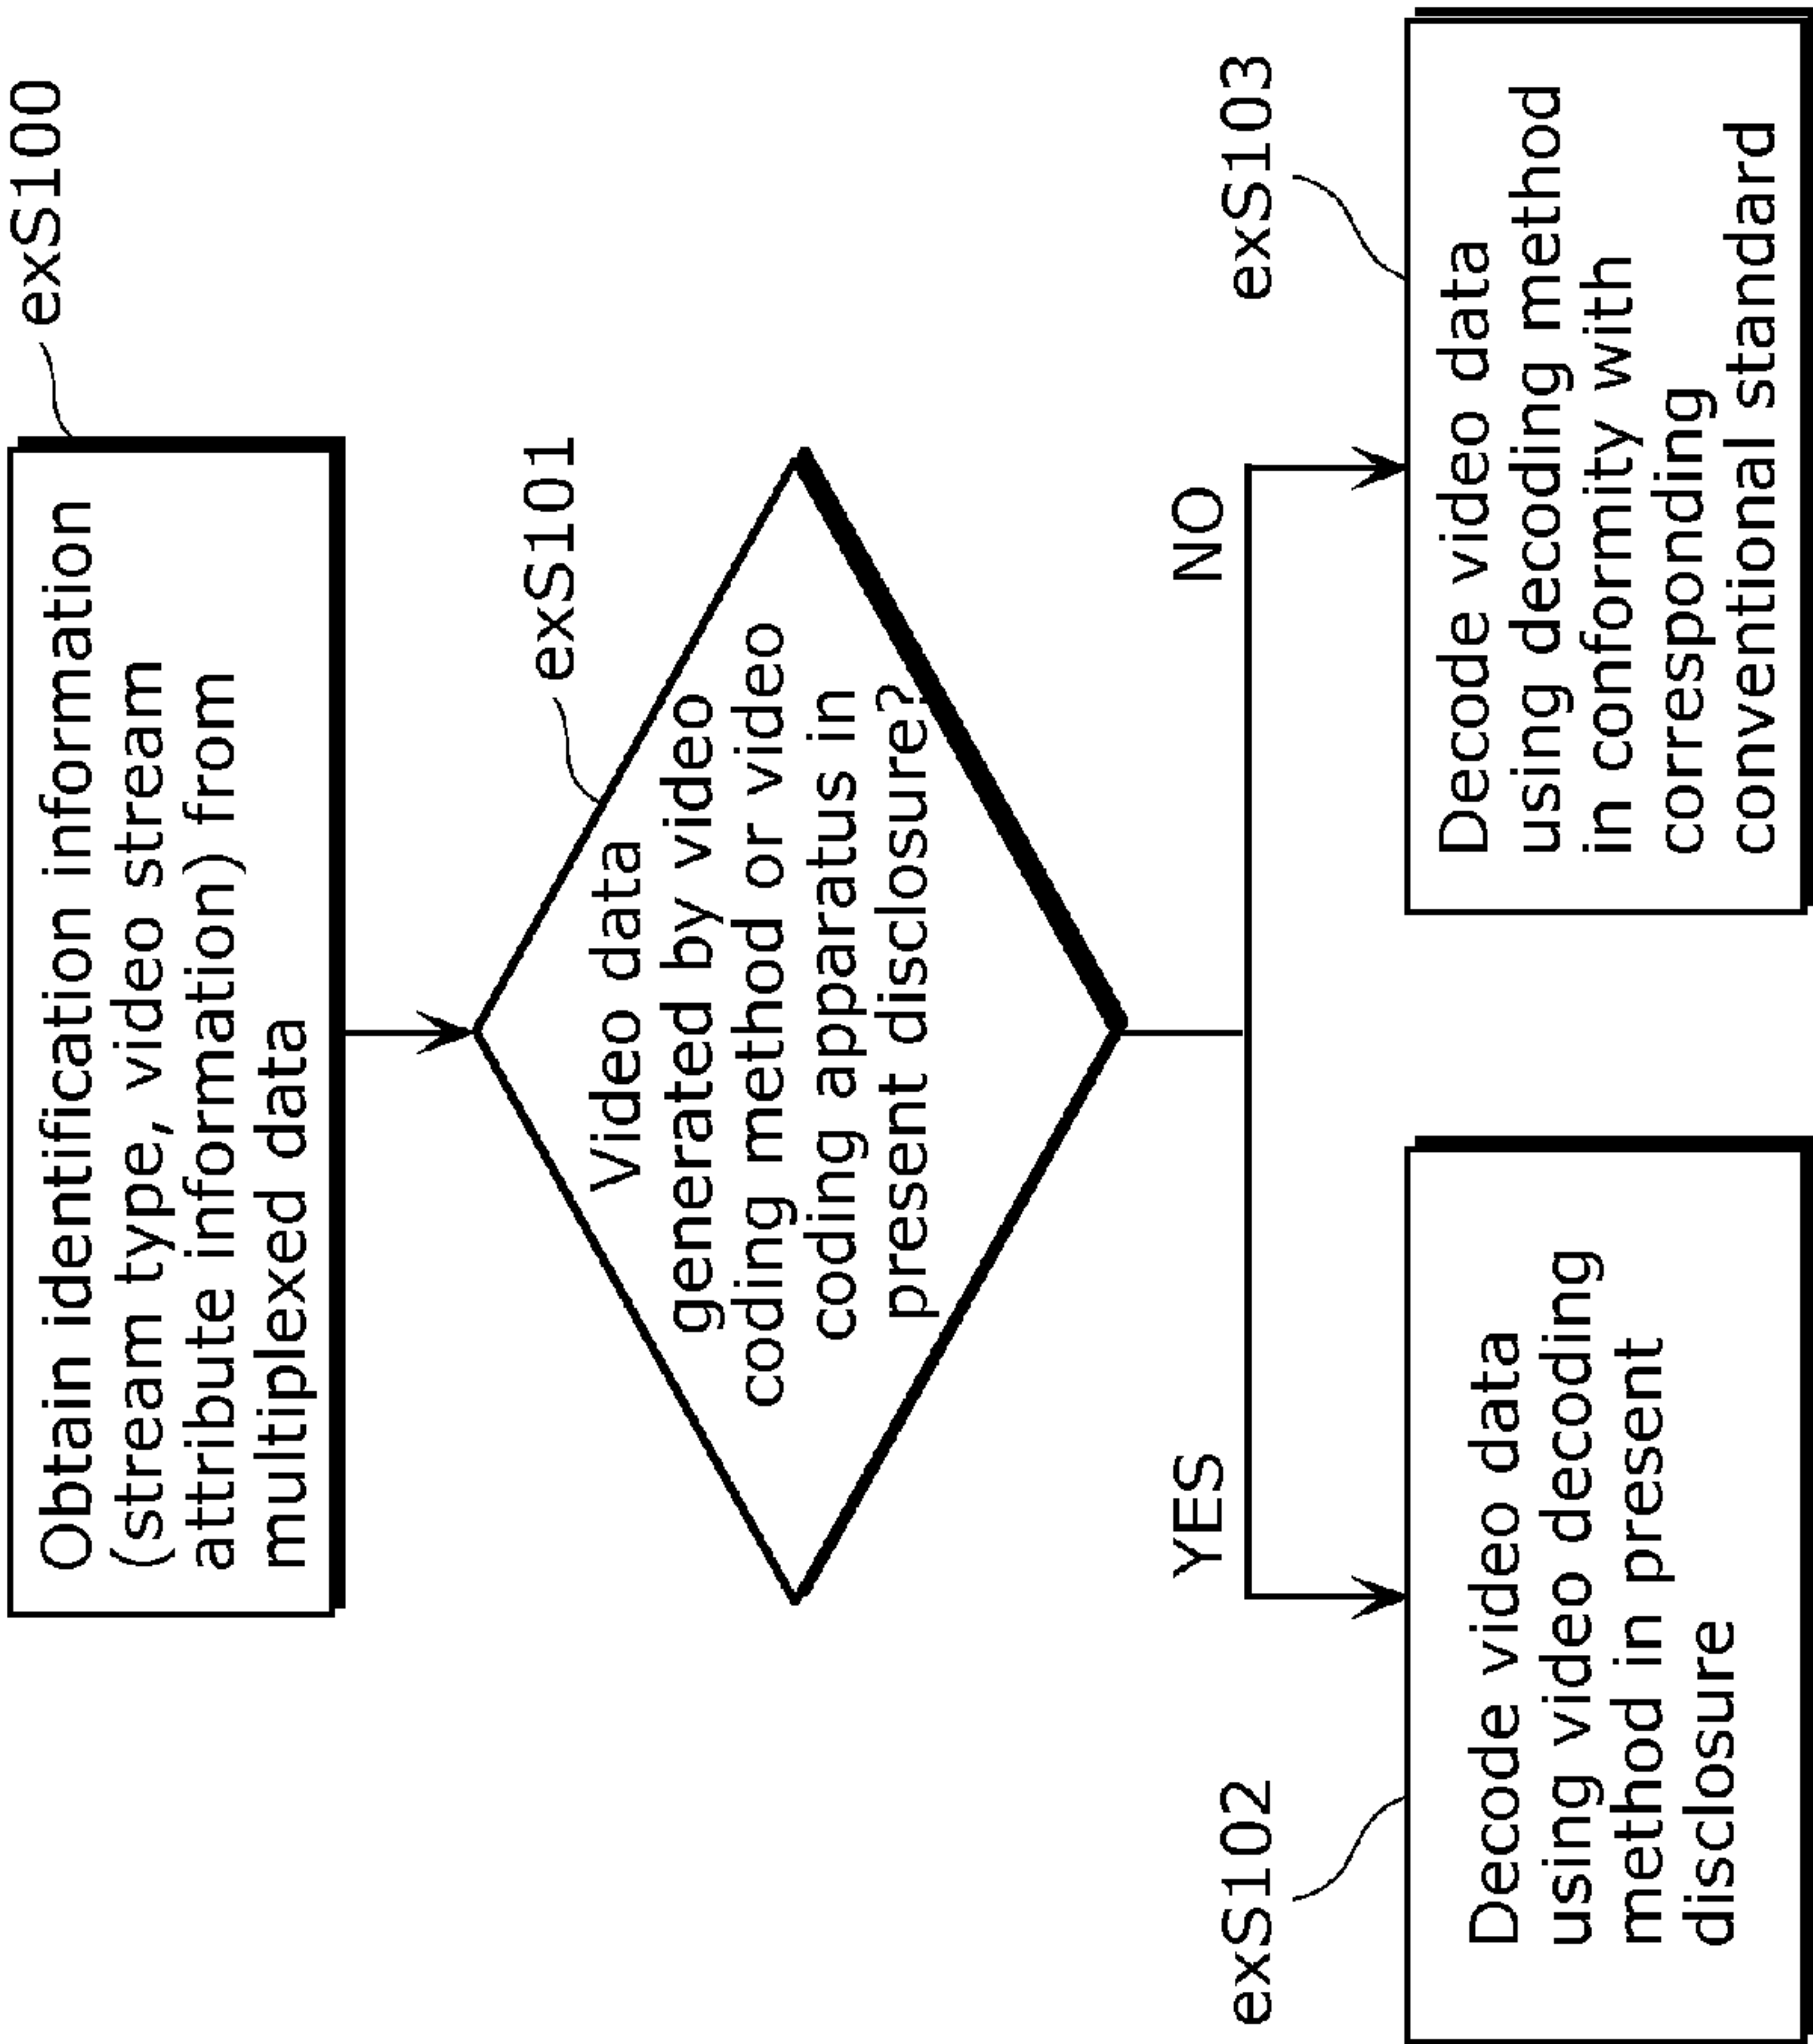 exS100
Obtain identification information
(stream type, video stream
attribute information) from
multiplexed data
exS101
Video data
generated by video
coding method or video
coding apparatus in
present disclosure?
YES
NO
exS102
Decode video data
using video decoding
method in present
disclosure
exS103
Decode video data
using decoding method
in conformity with
corresponding
conventional standard